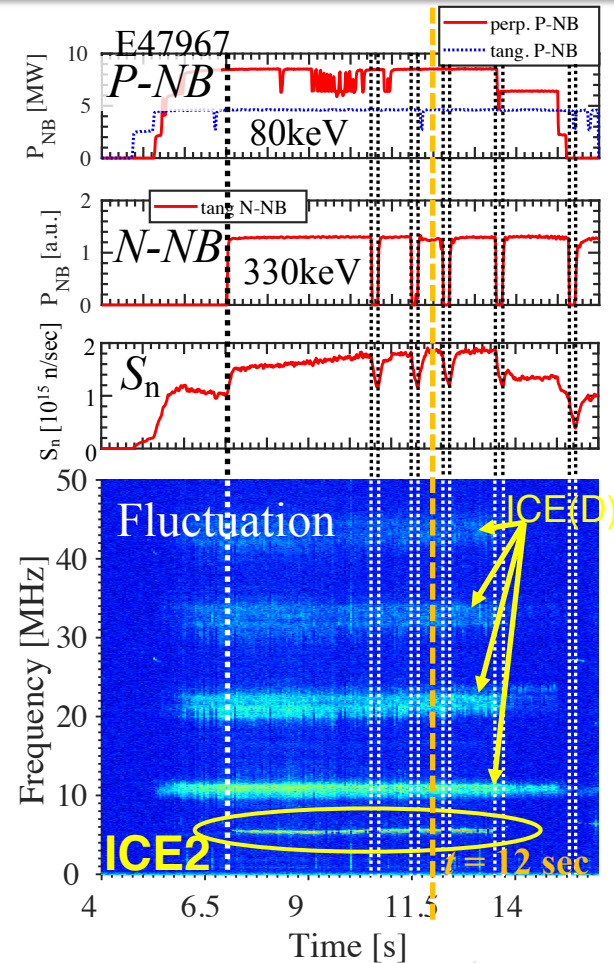 E47967
perp. P-NB
tang. P-NB
P-NB
80keV
P_NB [MW]
10
5
0
tang N-NB
N-NB
330keV
P_NB [a.u.]
2
1
0
S_n
S_n [10^15 n/sec]
2
1
0
Fluctuation
ICE(D)
ICE2
t = 12 sec
Frequency [MHz]
50
40
30
20
10
0
4 6.5 9 11.5 14
Time [s]